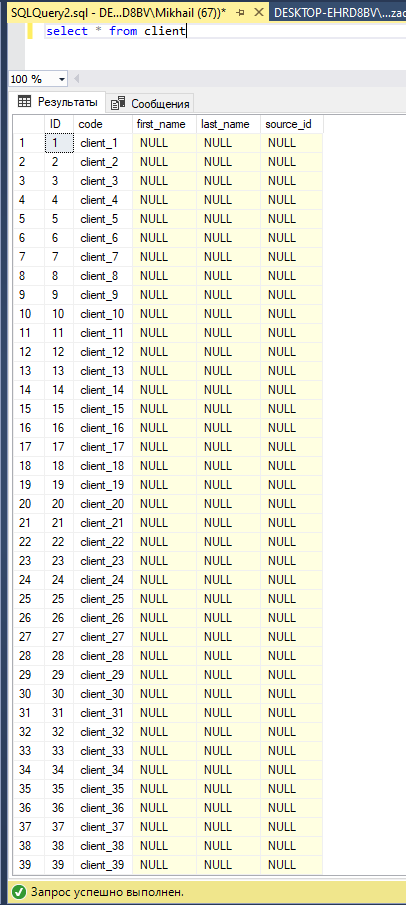 SQLQuery2.sql - DE...D8BV\Mikhail (67))* DESKTOP-EHRD8BV\...zac
select * from client
100 %
Результаты Сообщения
ID code first_name last_name source_id
1 1 client_1 NULL NULL NULL
2 2 client_2 NULL NULL NULL
3 3 client_3 NULL NULL NULL
4 4 client_4 NULL NULL NULL
5 5 client_5 NULL NULL NULL
6 6 client_6 NULL NULL NULL
7 7 client_7 NULL NULL NULL
8 8 client_8 NULL NULL NULL
9 9 client_9 NULL NULL NULL
10 10 client_10 NULL NULL NULL
11 11 client_11 NULL NULL NULL
12 12 client_12 NULL NULL NULL
13 13 client_13 NULL NULL NULL
14 14 client_14 NULL NULL NULL
15 15 client_15 NULL NULL NULL
16 16 client_16 NULL NULL NULL
17 17 client_17 NULL NULL NULL
18 18 client_18 NULL NULL NULL
19 19 client_19 NULL NULL NULL
20 20 client_20 NULL NULL NULL
21 21 client_21 NULL NULL NULL
22 22 client_22 NULL NULL NULL
23 23 client_23 NULL NULL NULL
24 24 client_24 NULL NULL NULL
25 25 client_25 NULL NULL NULL
26 26 client_26 NULL NULL NULL
27 27 client_27 NULL NULL NULL
28 28 client_28 NULL NULL NULL
29 29 client_29 NULL NULL NULL
30 30 client_30 NULL NULL NULL
31 31 client_31 NULL NULL NULL
32 32 client_32 NULL NULL NULL
33 33 client_33 NULL NULL NULL
34 34 client_34 NULL NULL NULL
35 35 client_35 NULL NULL NULL
36 36 client_36 NULL NULL NULL
37 37 client_37 NULL NULL NULL
38 38 client_38 NULL NULL NULL
39 39 client_39 NULL NULL NULL
Запрос успешно выполнен.